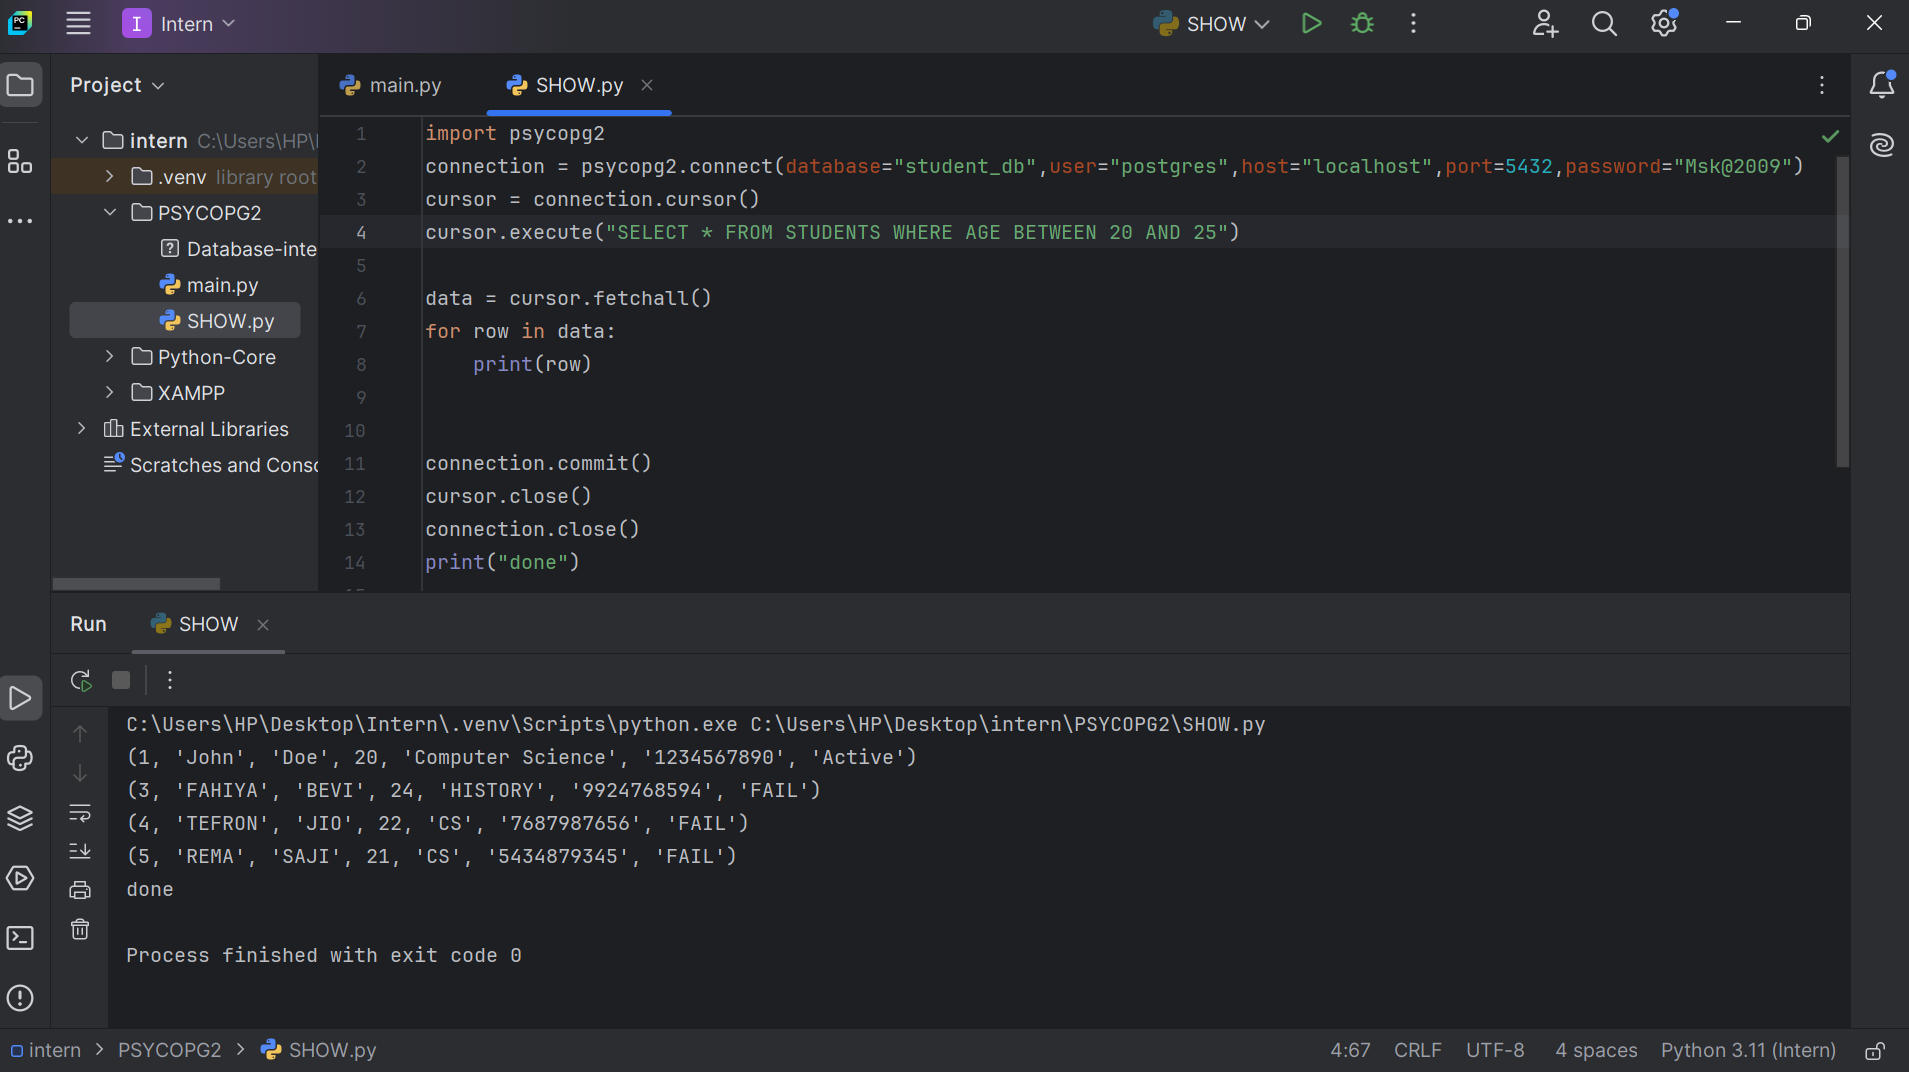 PC
I Intern
SHOW
Project
main.py
SHOW.py
intern C:\Users\HP\
.venv library root
PSYCOPG2
Database-inte
main.py
SHOW.py
Python-Core
XAMPP
External Libraries
Scratches and Conso
1 import psycopg2
2 connection = psycopg2.connect(database="student_db",user="postgres",host="localhost",port=5432,password="Msk@2009")
3 cursor = connection.cursor()
4 cursor.execute("SELECT * FROM STUDENTS WHERE AGE BETWEEN 20 AND 25")
5
6 data = cursor.fetchall()
7 for row in data:
8     print(row)
9
10
11 connection.commit()
12 cursor.close()
13 connection.close()
14 print("done")
Run
SHOW
C:\Users\HP\Desktop\Intern\.venv\Scripts\python.exe C:\Users\HP\Desktop\intern\PSYCOPG2\SHOW.py
(1, 'John', 'Doe', 20, 'Computer Science', '1234567890', 'Active')
(3, 'FAHIYA', 'BEVI', 24, 'HISTORY', '9924768594', 'FAIL')
(4, 'TEFRON', 'JIO', 22, 'CS', '7687987656', 'FAIL')
(5, 'REMA', 'SAJI', 21, 'CS', '5434879345', 'FAIL')
done
Process finished with exit code 0
intern > PSYCOPG2 > SHOW.py
4:67 CRLF UTF-8 4 spaces Python 3.11 (Intern)